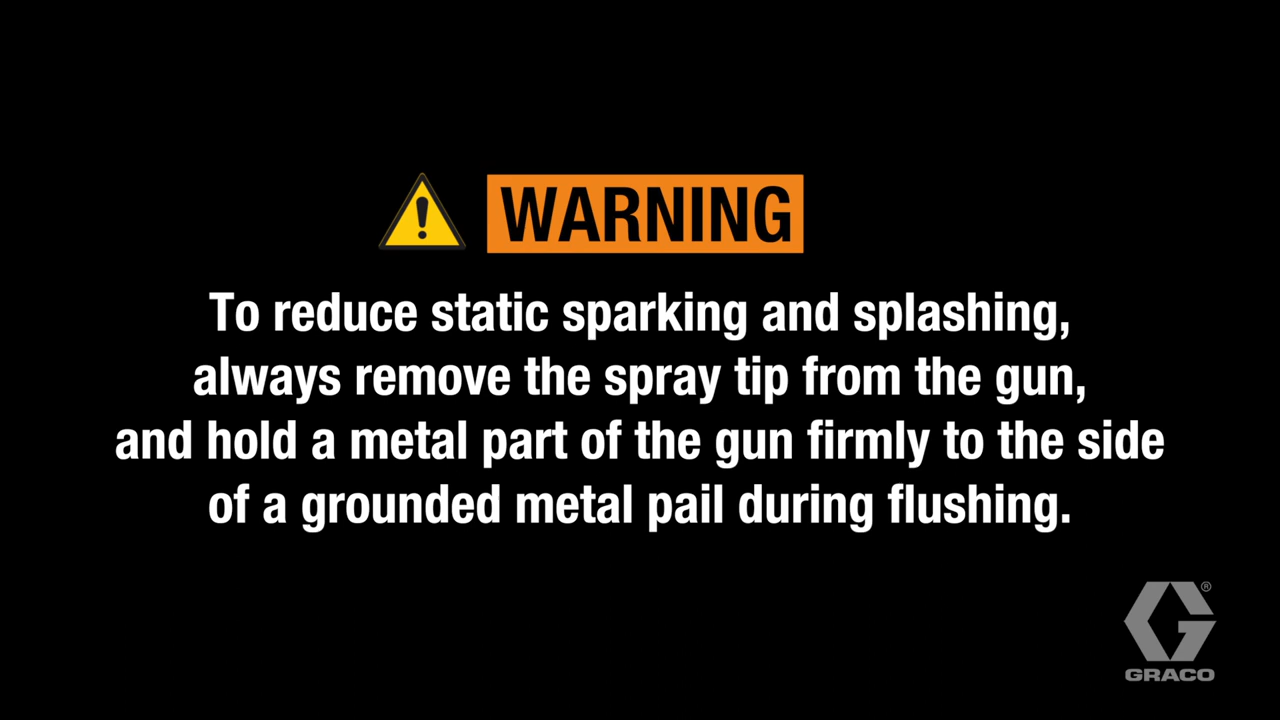 WARNING
To reduce static sparking and splashing,
always remove the spray tip from the gun,
and hold a metal part of the gun firmly to the side
of a grounded metal pail during flushing.
G®
GRACO